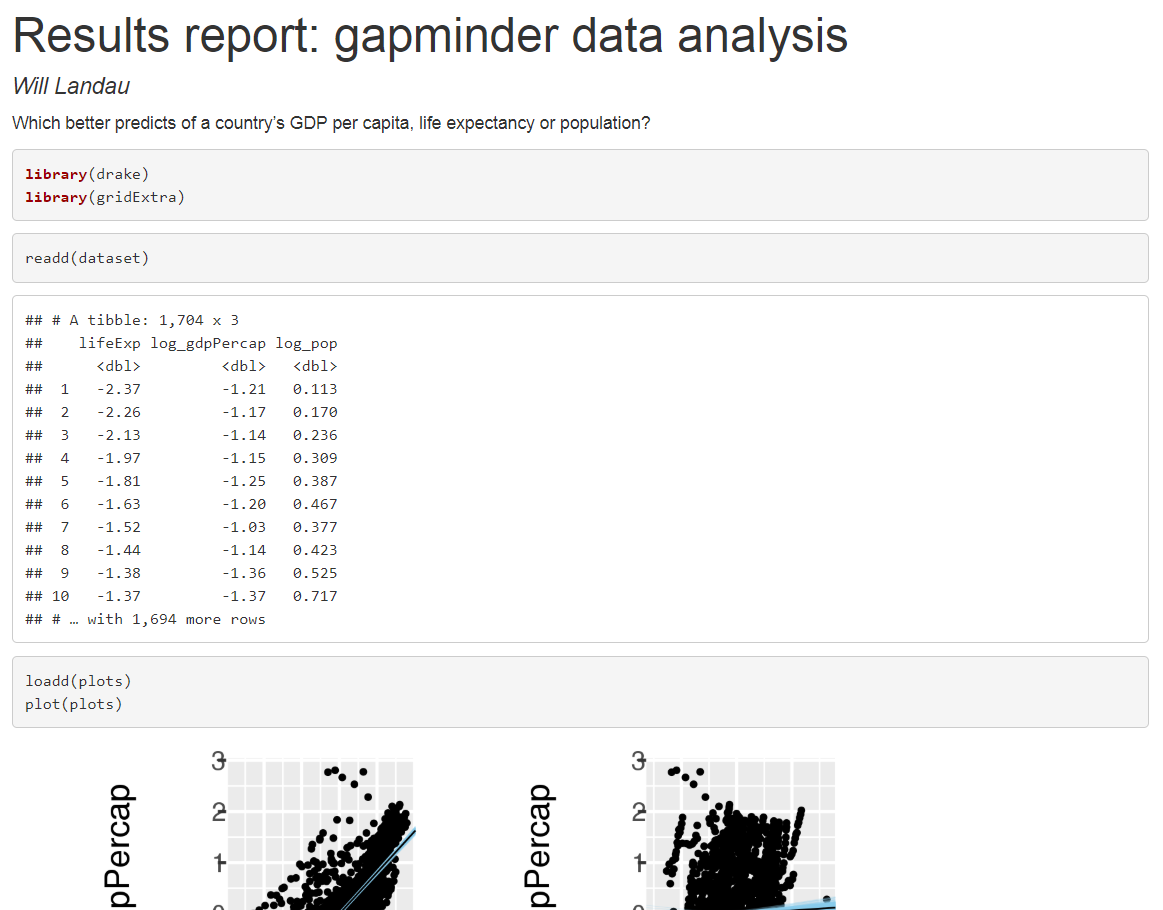 Results report: gapminder data analysis
Will Landau
Which better predicts of a country’s GDP per capita, life expectancy or population?
library(drake)
library(gridExtra)
readd(dataset)
## # A tibble: 1,704 x 3
##    lifeExp log_gdpPercap log_pop
##      <dbl>         <dbl>   <dbl>
##  1   -2.37         -1.21   0.113
##  2   -2.26         -1.17   0.170
##  3   -2.13         -1.14   0.236
##  4   -1.97         -1.15   0.309
##  5   -1.81         -1.25   0.387
##  6   -1.63         -1.20   0.467
##  7   -1.52         -1.03   0.377
##  8   -1.44         -1.14   0.423
##  9   -1.38         -1.36   0.525
## 10   -1.37         -1.37   0.717
## # … with 1,694 more rows
loadd(plots)
plot(plots)
pPercap
3
2
1
0
pPercap
3
2
1
0